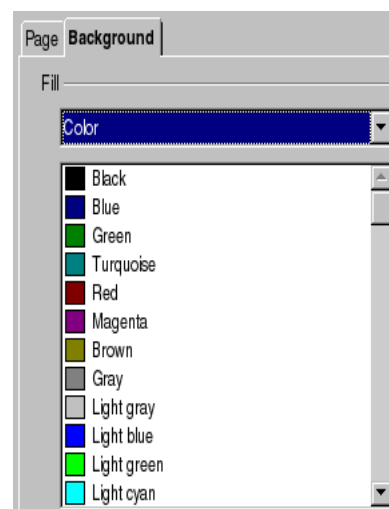 Page Background
Fill
Color
Black
Blue
Green
Turquoise
Red
Magenta
Brown
Gray
Light gray
Light blue
Light green
Light cyan